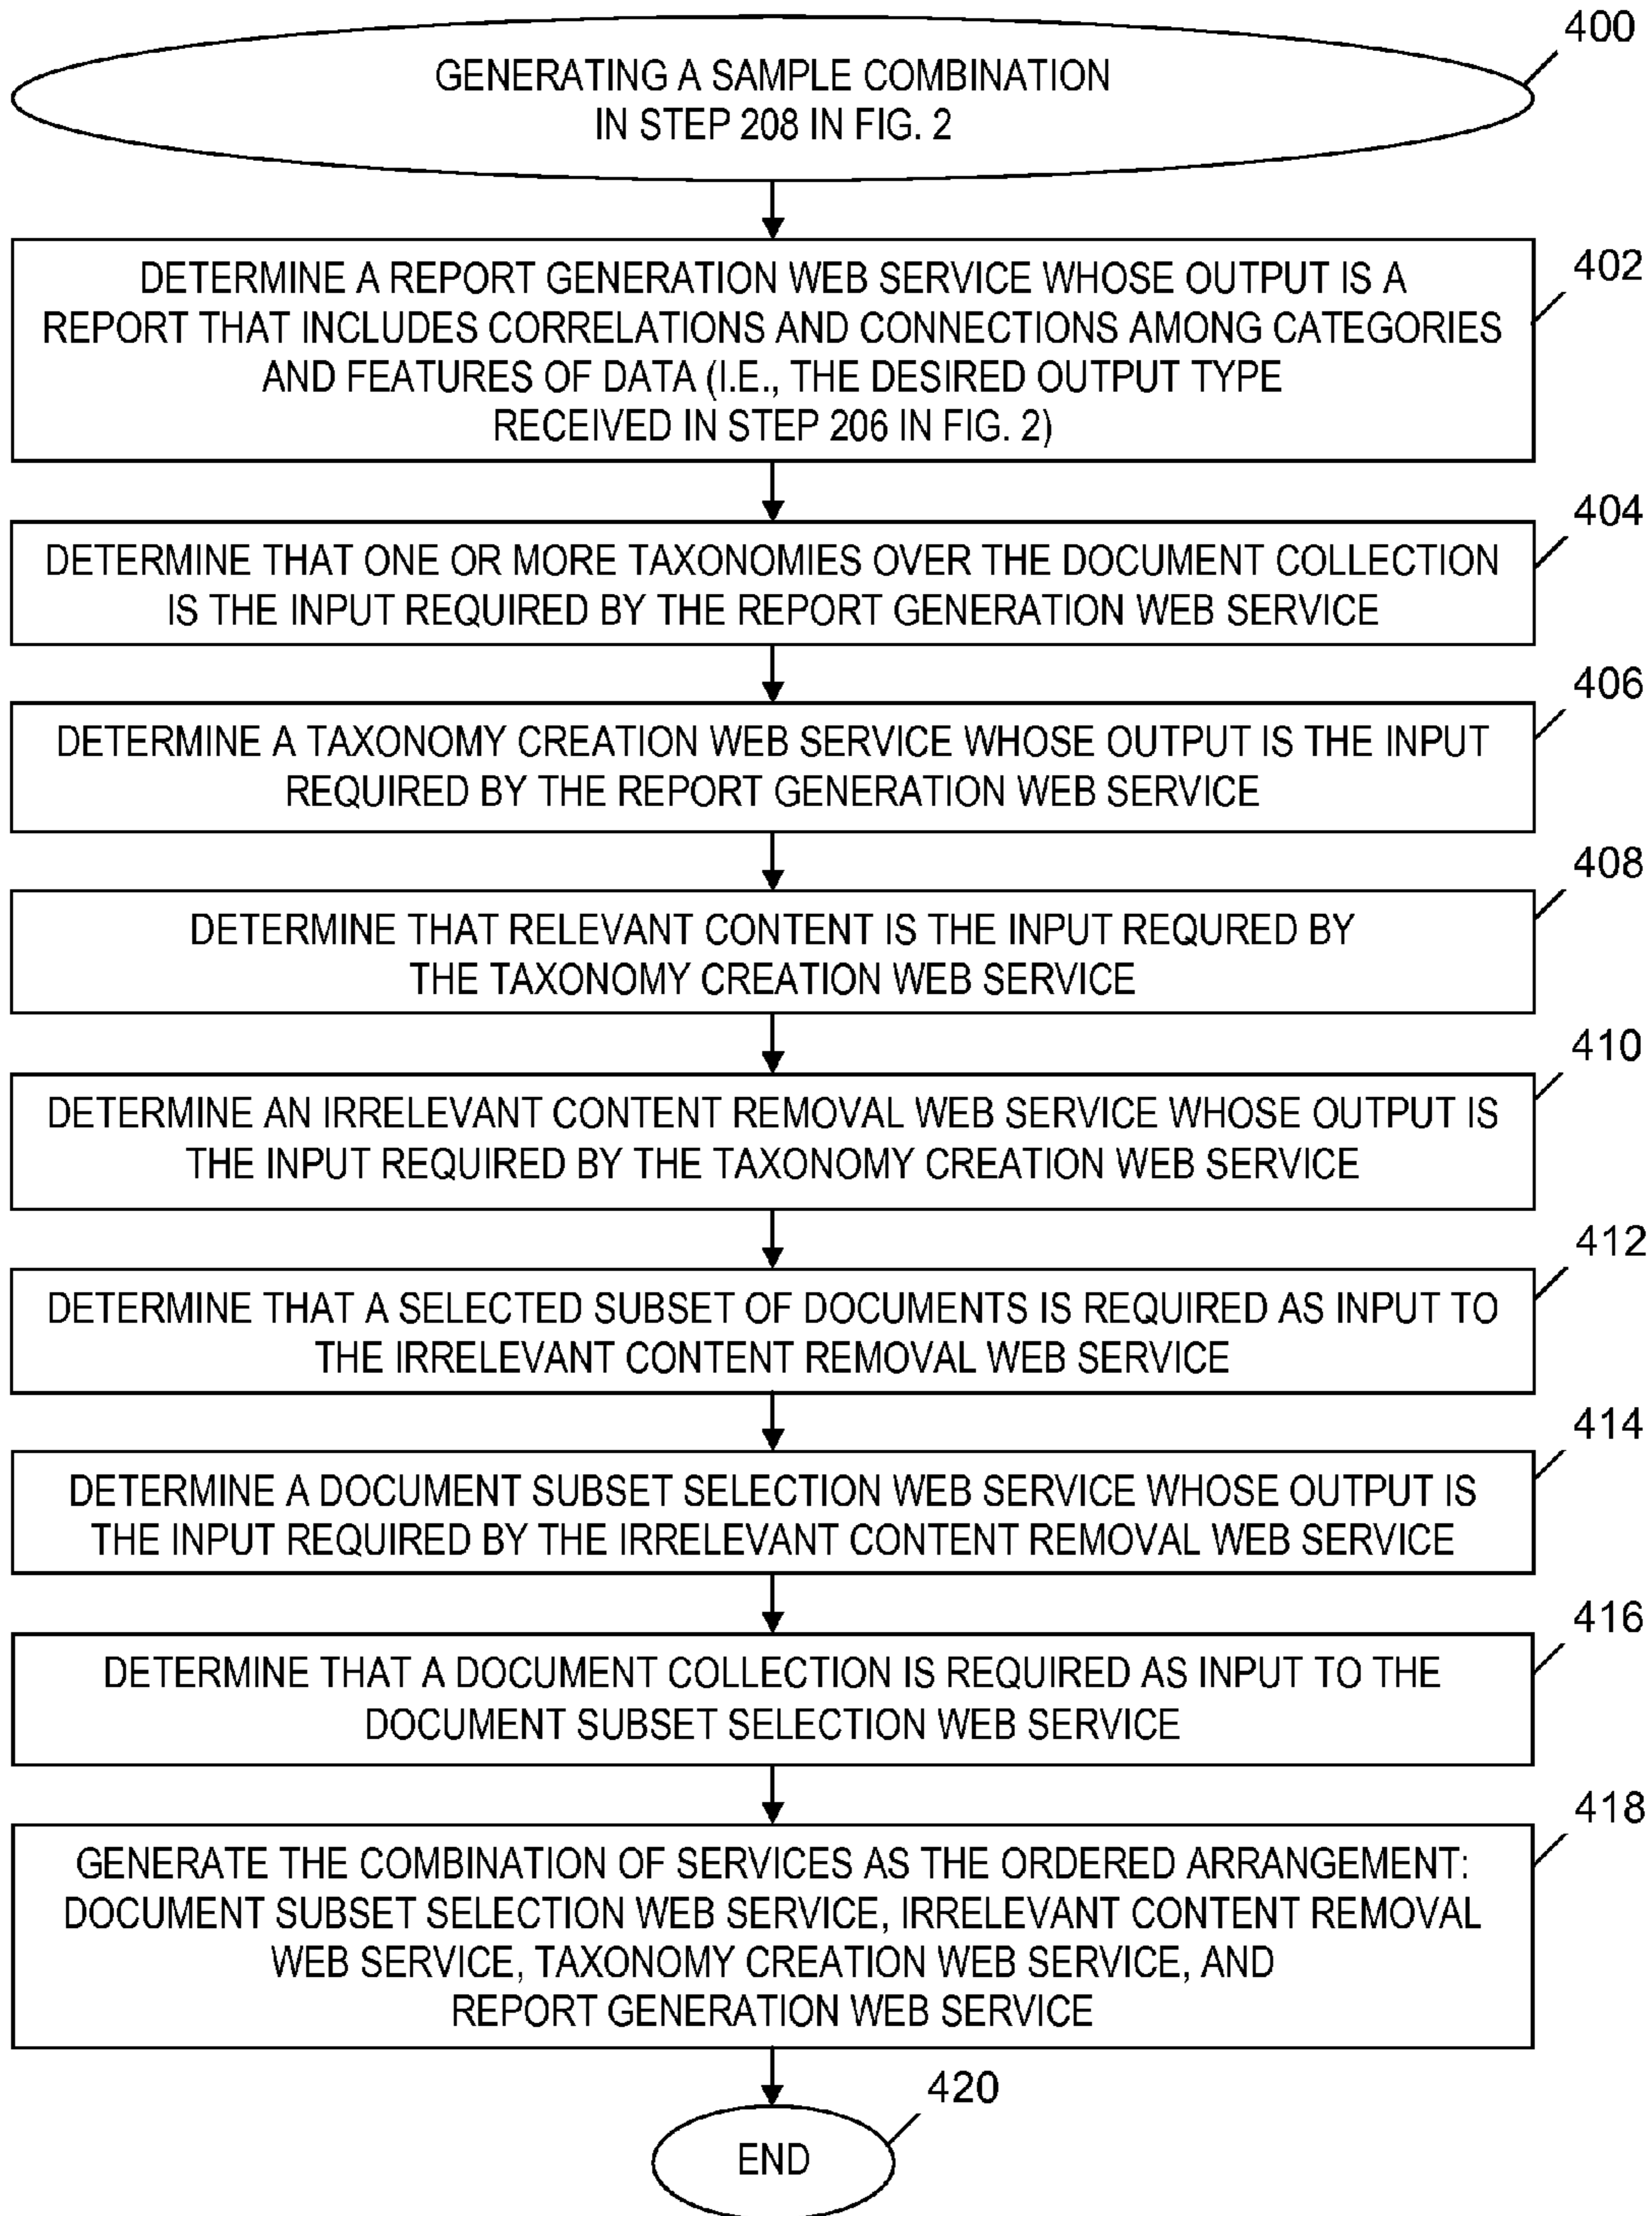 400
GENERATING A SAMPLE COMBINATION
IN STEP 208 IN FIG. 2
402
DETERMINE A REPORT GENERATION WEB SERVICE WHOSE OUTPUT IS A
REPORT THAT INCLUDES CORRELATIONS AND CONNECTIONS AMONG CATEGORIES
AND FEATURES OF DATA (I.E., THE DESIRED OUTPUT TYPE
RECEIVED IN STEP 206 IN FIG. 2)
404
DETERMINE THAT ONE OR MORE TAXONOMIES OVER THE DOCUMENT COLLECTION
IS THE INPUT REQUIRED BY THE REPORT GENERATION WEB SERVICE
406
DETERMINE A TAXONOMY CREATION WEB SERVICE WHOSE OUTPUT IS THE INPUT
REQUIRED BY THE REPORT GENERATION WEB SERVICE
408
DETERMINE THAT RELEVANT CONTENT IS THE INPUT REQURED BY
THE TAXONOMY CREATION WEB SERVICE
410
DETERMINE AN IRRELEVANT CONTENT REMOVAL WEB SERVICE WHOSE OUTPUT IS
THE INPUT REQUIRED BY THE TAXONOMY CREATION WEB SERVICE
412
DETERMINE THAT A SELECTED SUBSET OF DOCUMENTS IS REQUIRED AS INPUT TO
THE IRRELEVANT CONTENT REMOVAL WEB SERVICE
414
DETERMINE A DOCUMENT SUBSET SELECTION WEB SERVICE WHOSE OUTPUT IS
THE INPUT REQUIRED BY THE IRRELEVANT CONTENT REMOVAL WEB SERVICE
416
DETERMINE THAT A DOCUMENT COLLECTION IS REQUIRED AS INPUT TO THE
DOCUMENT SUBSET SELECTION WEB SERVICE
418
GENERATE THE COMBINATION OF SERVICES AS THE ORDERED ARRANGEMENT:
DOCUMENT SUBSET SELECTION WEB SERVICE, IRRELEVANT CONTENT REMOVAL
WEB SERVICE, TAXONOMY CREATION WEB SERVICE, AND
REPORT GENERATION WEB SERVICE
420
END